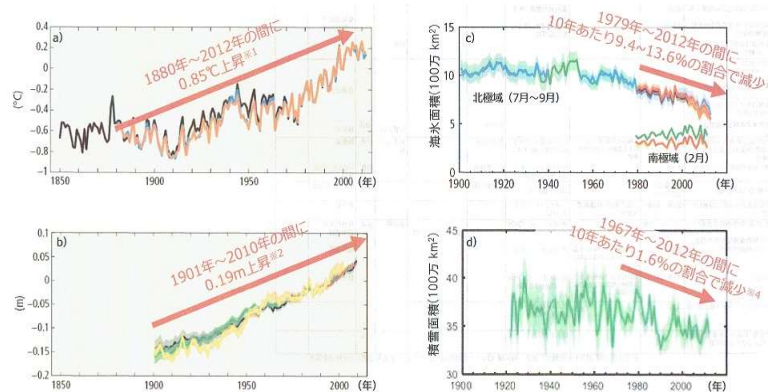 a)
1880年～2012年の間に
0.85℃上昇※1
(℃)
0.4
0.2
0
-0.2
-0.4
-0.6
-0.8
-1
1850
1900
1950
2000
(年)
c)
1979年～2012年の間に
10年あたり9.4~13.6%の割合で減少
海氷面積(100万 km²)
15
10
5
0
北極域(7月～9月)
南極域(2月)
1900
1920
1940
1960
1980
2000
(年)
b)
1901年～2010年の間に
0.19m上昇※2
(m)
0.1
0.05
0
-0.05
-0.1
-0.15
-0.2
1850
1900
1950
2000
(年)
d)
1967年～2012年の間に
10年あたり1.6%の割合で減少※4
積雪面積(100万 km²)
45
40
35
30
1900
1920
1940
1960
1980
2000
(年)